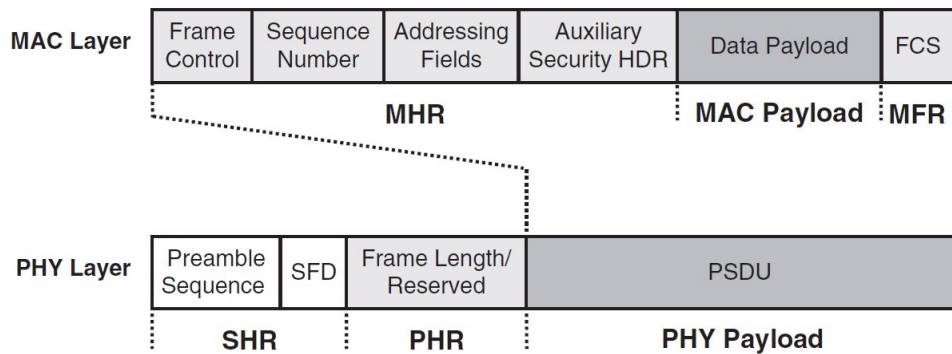 MAC Layer
Frame Control
Sequence Number
Addressing Fields
Auxiliary Security HDR
Data Payload
FCS
MHR
MAC Payload
MFR
PHY Layer
Preamble Sequence
SFD
Frame Length/ Reserved
PSDU
SHR
PHR
PHY Payload